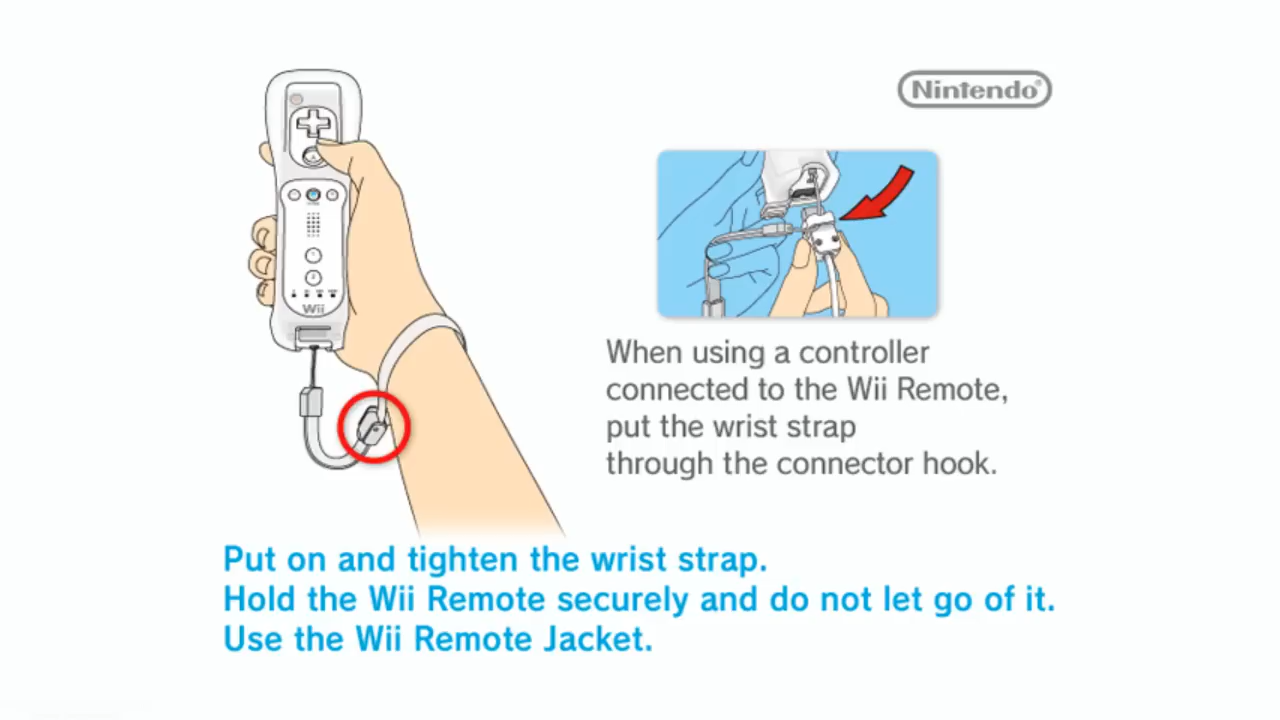 Nintendo®
When using a controller
connected to the Wii Remote,
put the wrist strap
through the connector hook.
Wii
Put on and tighten the wrist strap.
Hold the Wii Remote securely and do not let go of it.
Use the Wii Remote Jacket.